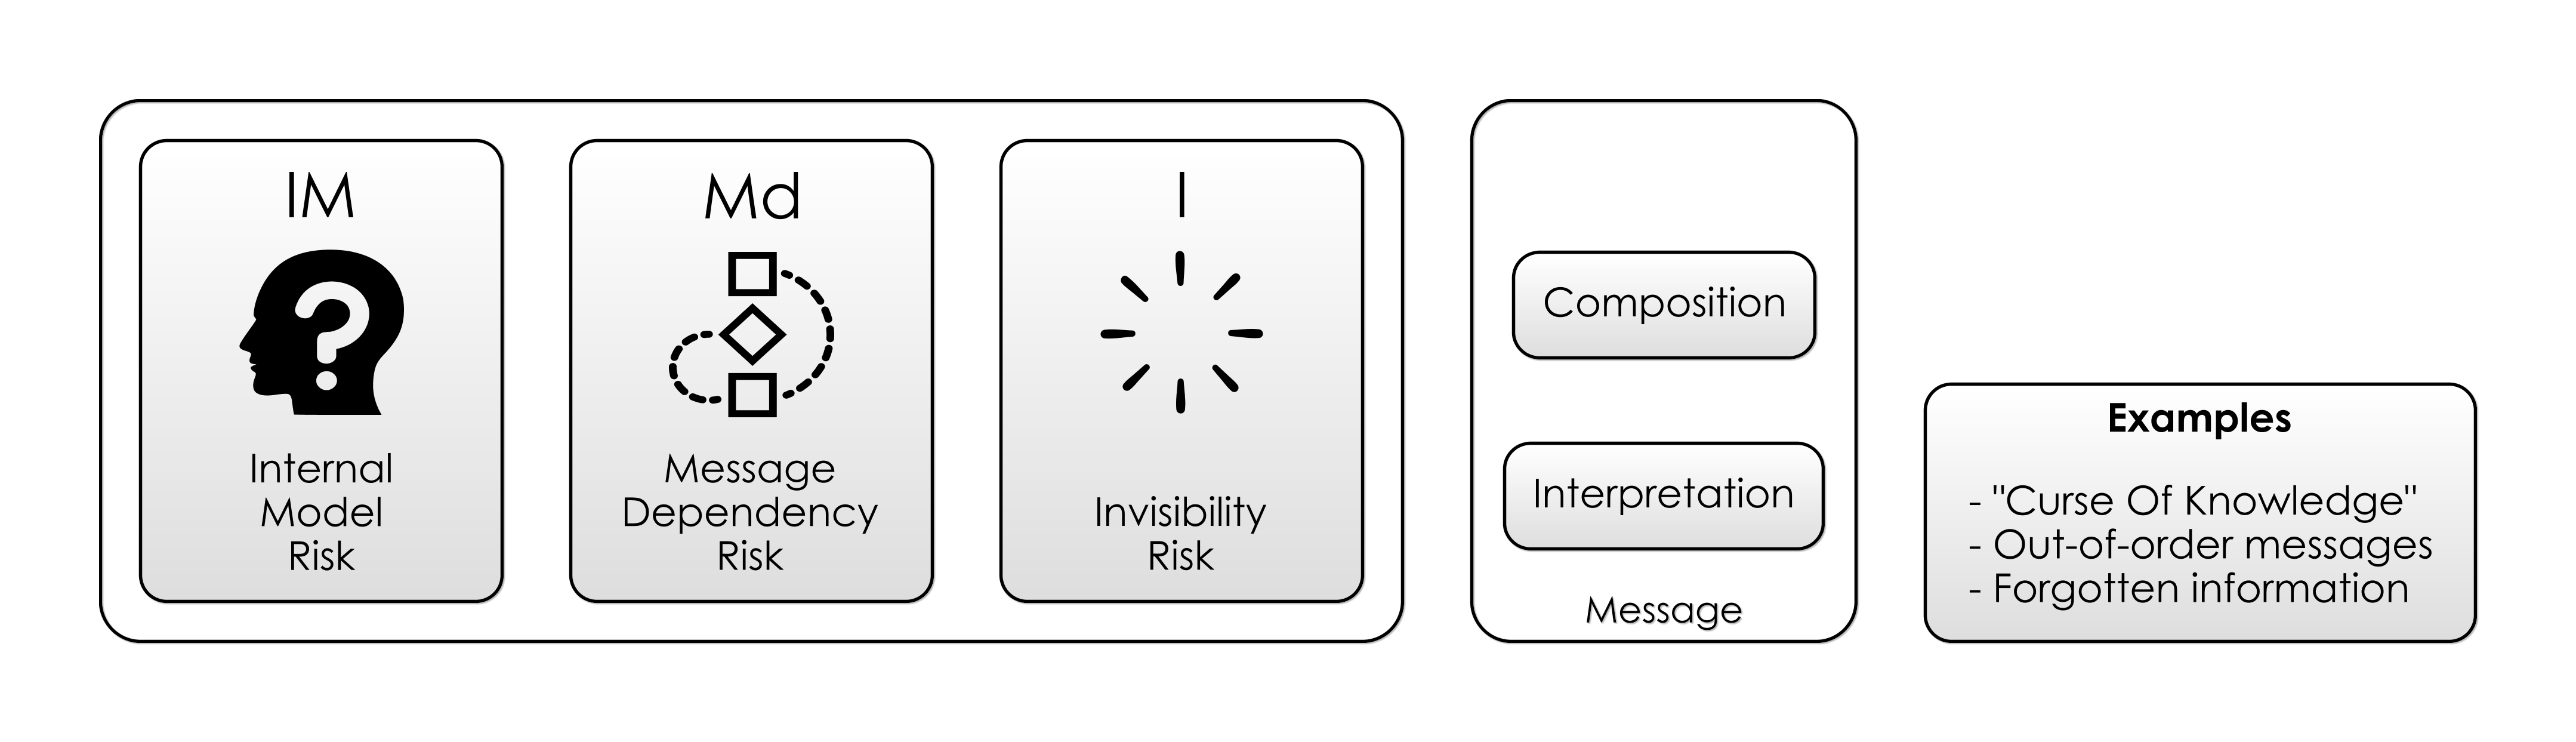 IM
Internal
Model
Risk
Md
Message
Dependency
Risk
I
Invisibility
Risk
Composition
Interpretation
Message
Examples
- "Curse Of Knowledge"
- Out-of-order messages
- Forgotten information